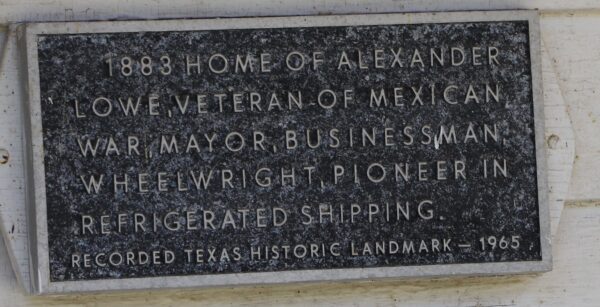 1883 HOME OF ALEXANDER
LOWE, VETERAN OF MEXICAN
WAR, MAYOR, BUSINESSMAN,
WHEELWRIGHT, PIONEER IN
REFRIGERATED SHIPPING.
RECORDED TEXAS HISTORIC LANDMARK – 1965